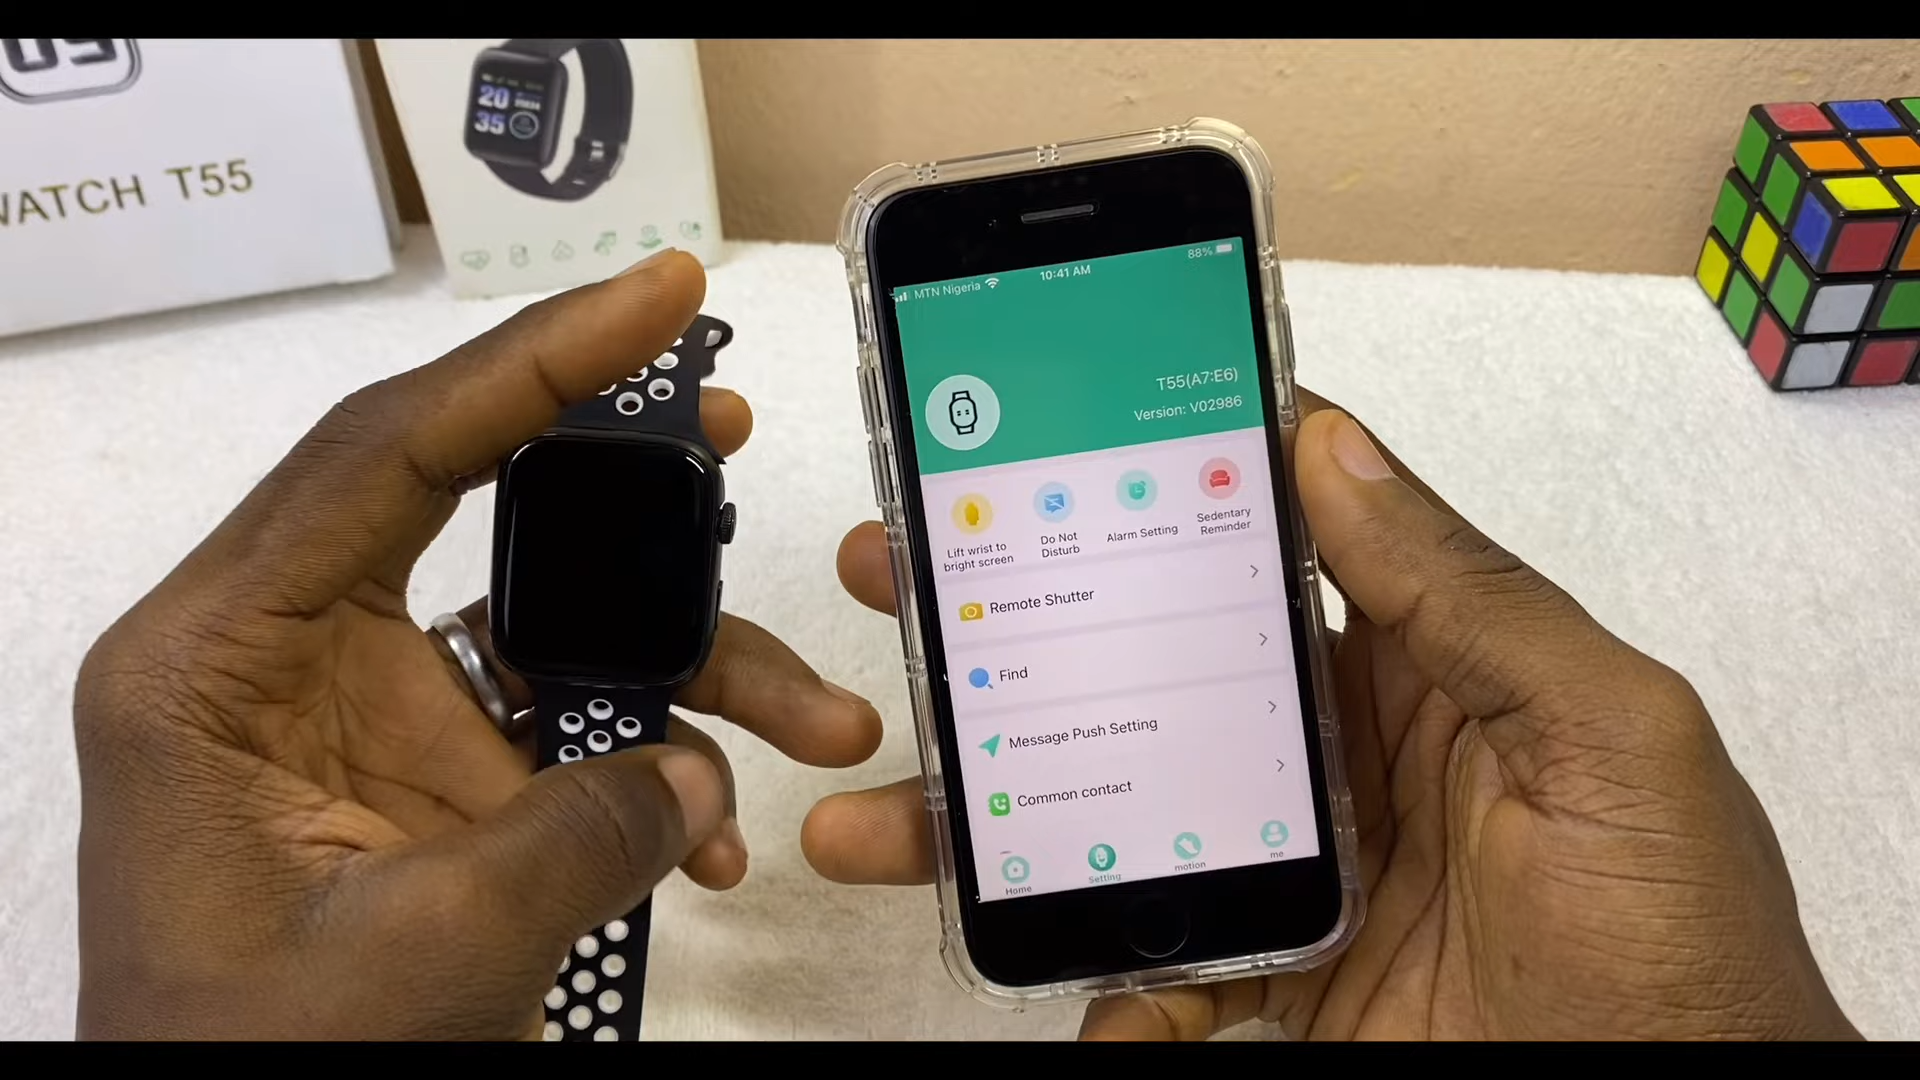 WATCH T55
20
35
MTN Nigeria
10:41 AM
88%
T55(A7:E6)
Version: V02986
Lift wrist to
bright screen
Do Not
Disturb
Alarm Setting
Sedentary
Reminder
Remote Shutter
Find
Message Push Setting
Common contact
Home
Setting
motion
me